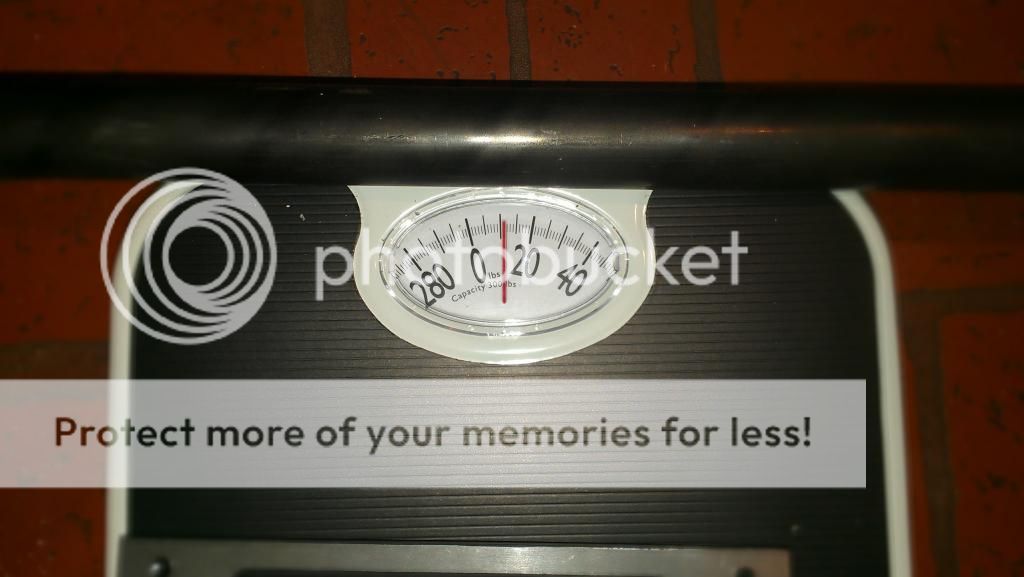 photobucket
280 0 20 40
lbs
Capacity 300 lbs
Protect more of your memories for less!